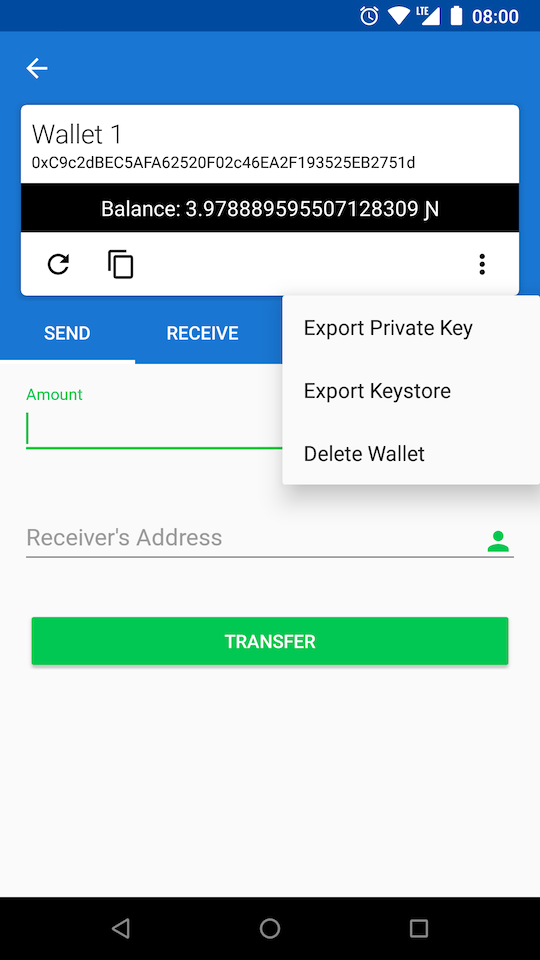 LTE 08:00
Wallet 1
0xC9c2dBEC5AFA62520F02c46EA2F193525EB2751d
Balance: 3.978889595507128309 Ɲ
SEND RECEIVE
Export Private Key
Export Keystore
Delete Wallet
Amount
Receiver's Address
TRANSFER